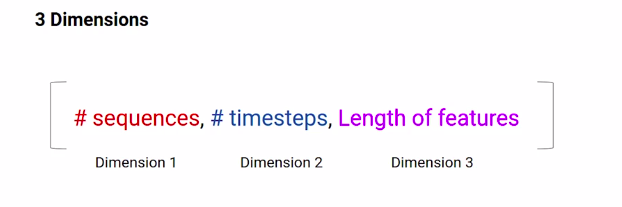 3 Dimensions
# sequences, # timesteps, Length of features
Dimension 1 Dimension 2 Dimension 3